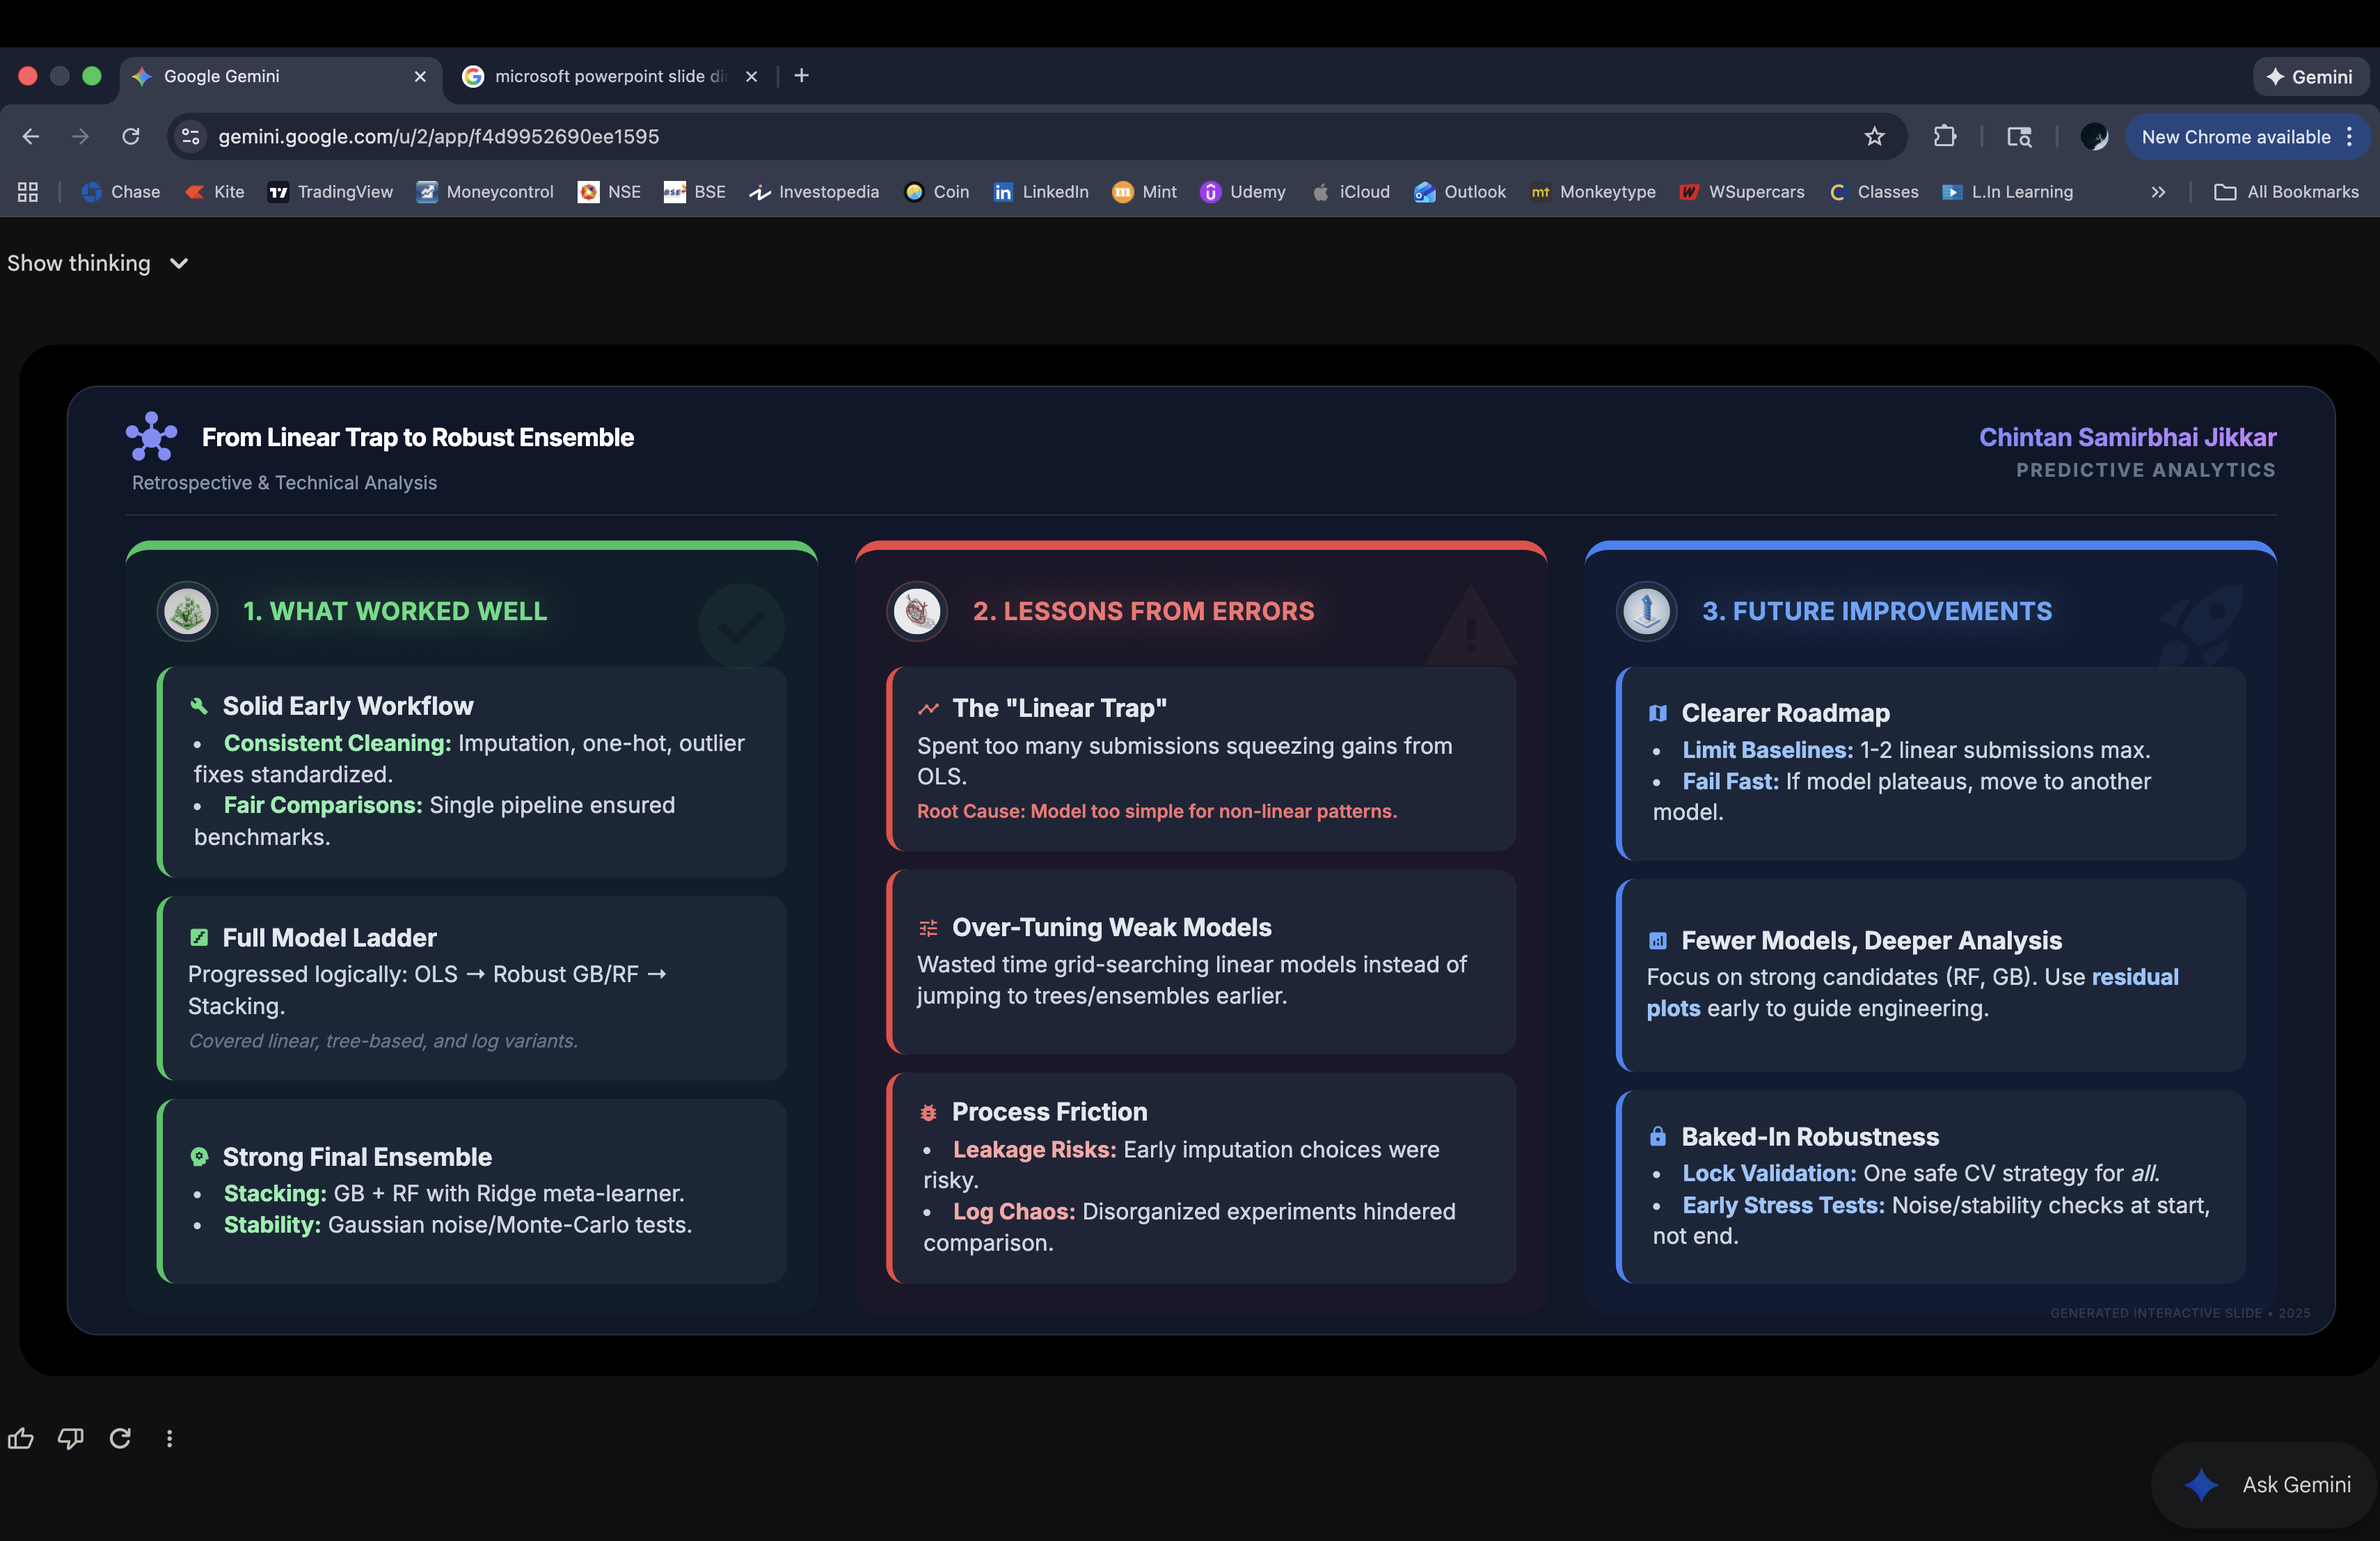 Google Gemini
microsoft powerpoint slide di
Gemini
gemini.google.com/u/2/app/f4d9952690ee1595
New Chrome available
Chase
Kite
TradingView
Moneycontrol
NSE
BSE
Investopedia
Coin
LinkedIn
Mint
Udemy
iCloud
Outlook
Monkeytype
WSupercars
Classes
L.In Learning
All Bookmarks
Show thinking
From Linear Trap to Robust Ensemble
Retrospective & Technical Analysis
Chintan Samirbhai Jikkar
PREDICTIVE ANALYTICS
1. WHAT WORKED WELL
Solid Early Workflow
• Consistent Cleaning: Imputation, one-hot, outlier
fixes standardized.
• Fair Comparisons: Single pipeline ensured
benchmarks.
Full Model Ladder
Progressed logically: OLS → Robust GB/RF →
Stacking.
Covered linear, tree-based, and log variants.
Strong Final Ensemble
• Stacking: GB + RF with Ridge meta-learner.
• Stability: Gaussian noise/Monte-Carlo tests.
2. LESSONS FROM ERRORS
The "Linear Trap"
Spent too many submissions squeezing gains from
OLS.
Root Cause: Model too simple for non-linear patterns.
Over-Tuning Weak Models
Wasted time grid-searching linear models instead of
jumping to trees/ensembles earlier.
Process Friction
• Leakage Risks: Early imputation choices were
risky.
• Log Chaos: Disorganized experiments hindered
comparison.
3. FUTURE IMPROVEMENTS
Clearer Roadmap
• Limit Baselines: 1-2 linear submissions max.
• Fail Fast: If model plateaus, move to another
model.
Fewer Models, Deeper Analysis
Focus on strong candidates (RF, GB). Use residual
plots early to guide engineering.
Baked-In Robustness
• Lock Validation: One safe CV strategy for all.
• Early Stress Tests: Noise/stability checks at start,
not end.
GENERATED INTERACTIVE SLIDE • 2025
Ask Gemini